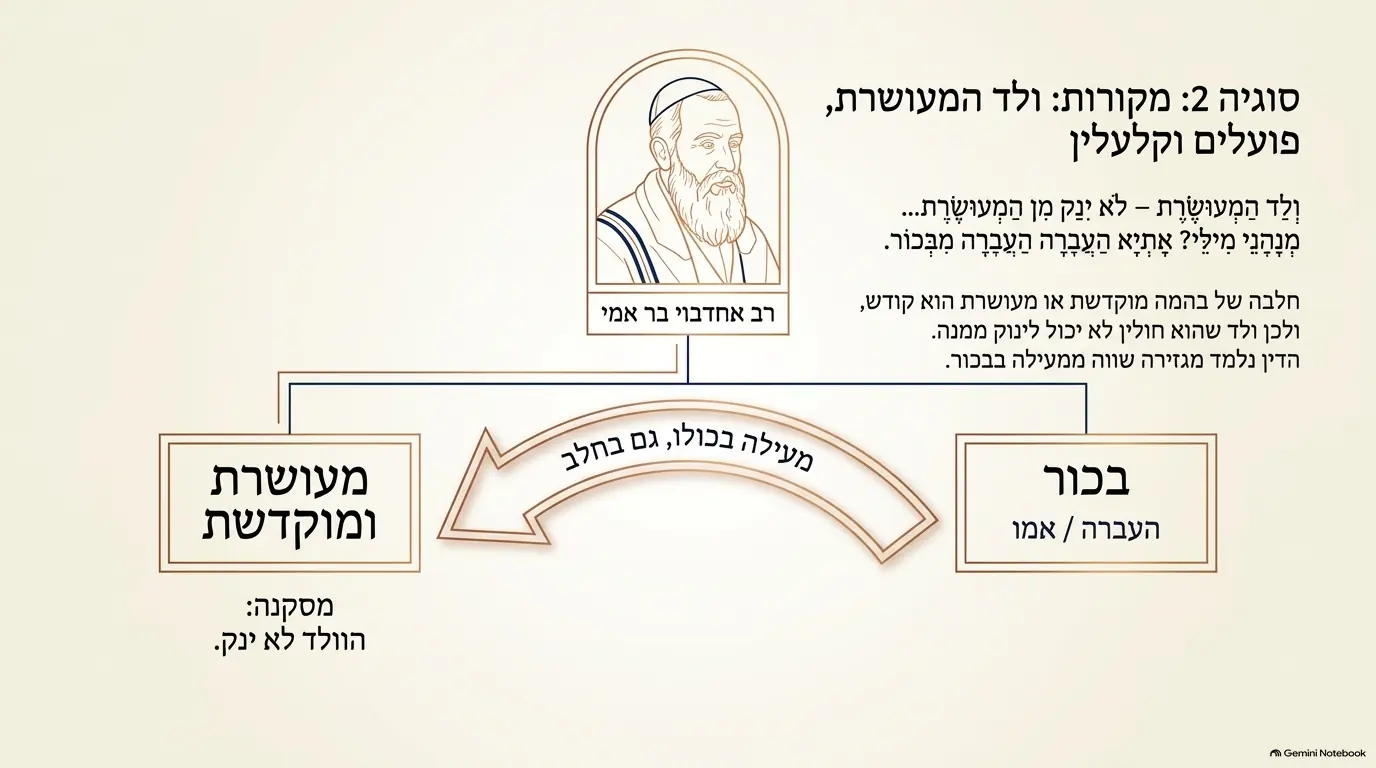 סוגיה 2: מקורות: ולד המעושרת,
פועלים וקלעלין
וְלַד הַמְעוּשֶׂרֶת – לֹא יִנַק מִן הַמְעוּשֶׂרֶת...
מְנָהָנֵי מִילֵּי? אָתְיָא הַעֲבָרָה הַעֲבָרָה מִבְּכוֹר.
חלבה של בהמה מוקדשת או מעושרת הוא קודש,
ולכן ולד שהוא חולין לא יכול לינוק ממנה.
הדין נלמד מגזירה שווה ממעילה בבכור.
רב אחדבוי בר אמי
מעילה בכולו, גם בחלב
בכור
העברה / אמו
מעושרת
ומוקדשת
מסקנה:
הוולד לא ינק.
Gemini Notebook